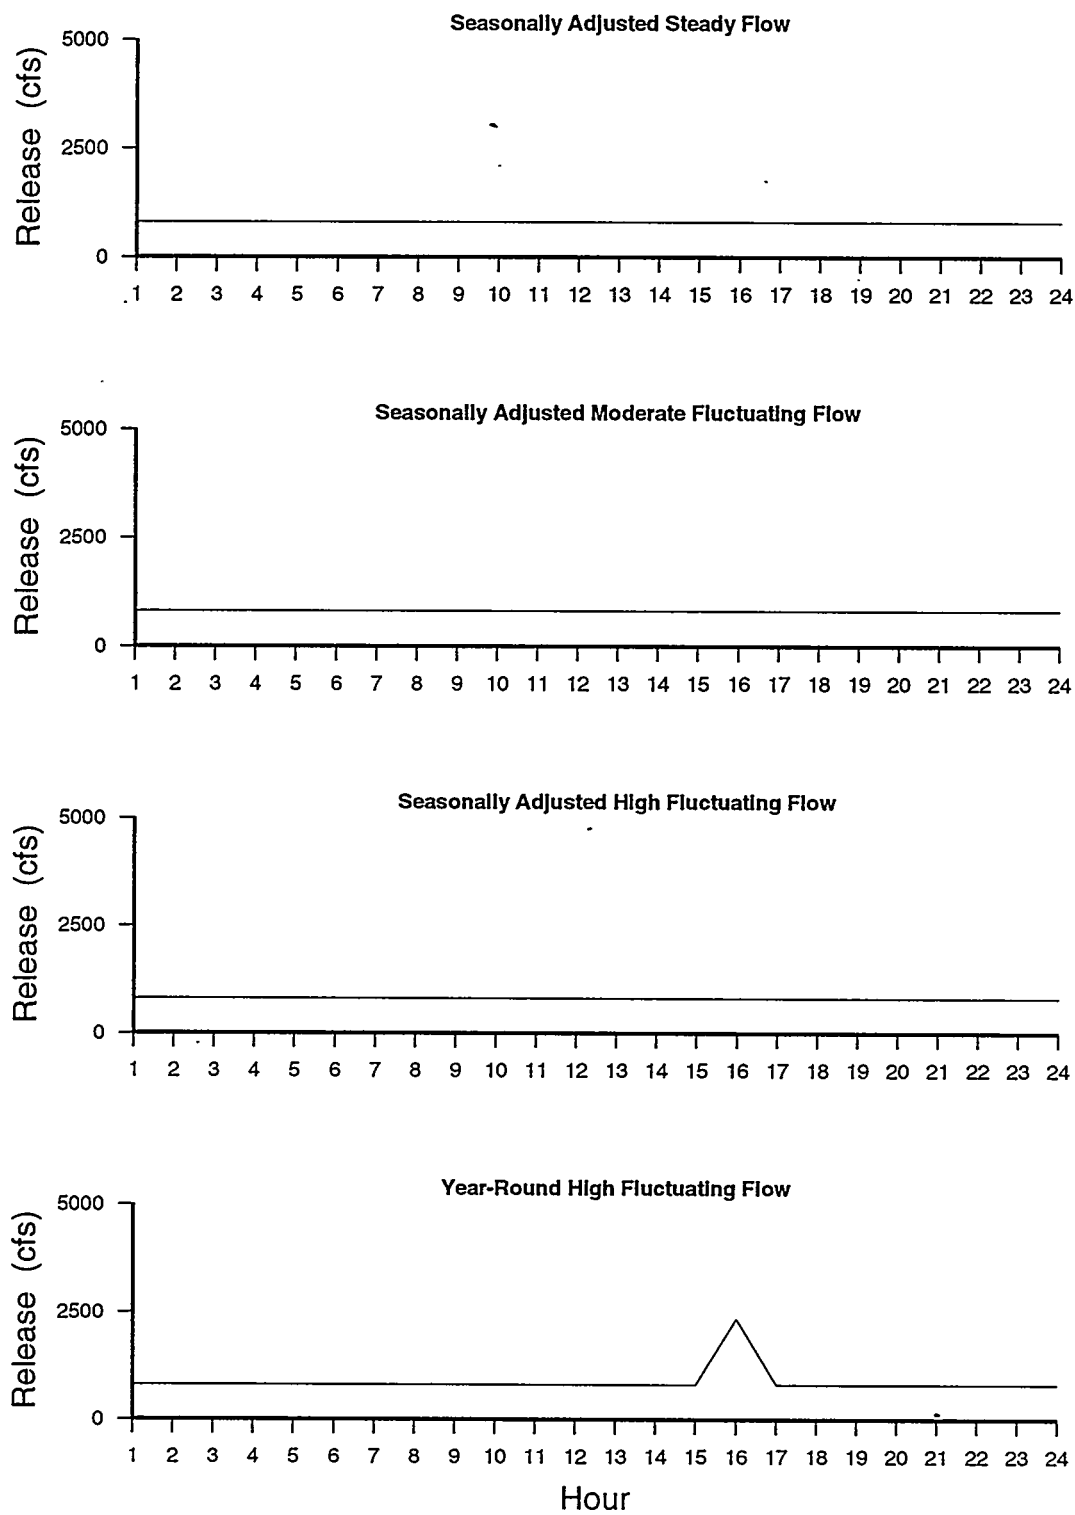 Seasonally Adjusted Steady Flow
5000
2500
0
Release (cfs)
1 2 3 4 5 6 7 8 9 10 11 12 13 14 15 16 17 18 19 20 21 22 23 24
Seasonally Adjusted Moderate Fluctuating Flow
5000
2500
0
Release (cfs)
1 2 3 4 5 6 7 8 9 10 11 12 13 14 15 16 17 18 19 20 21 22 23 24
Seasonally Adjusted High Fluctuating Flow
5000
2500
0
Release (cfs)
1 2 3 4 5 6 7 8 9 10 11 12 13 14 15 16 17 18 19 20 21 22 23 24
Year-Round High Fluctuating Flow
5000
2500
0
Release (cfs)
1 2 3 4 5 6 7 8 9 10 11 12 13 14 15 16 17 18 19 20 21 22 23 24
Hour